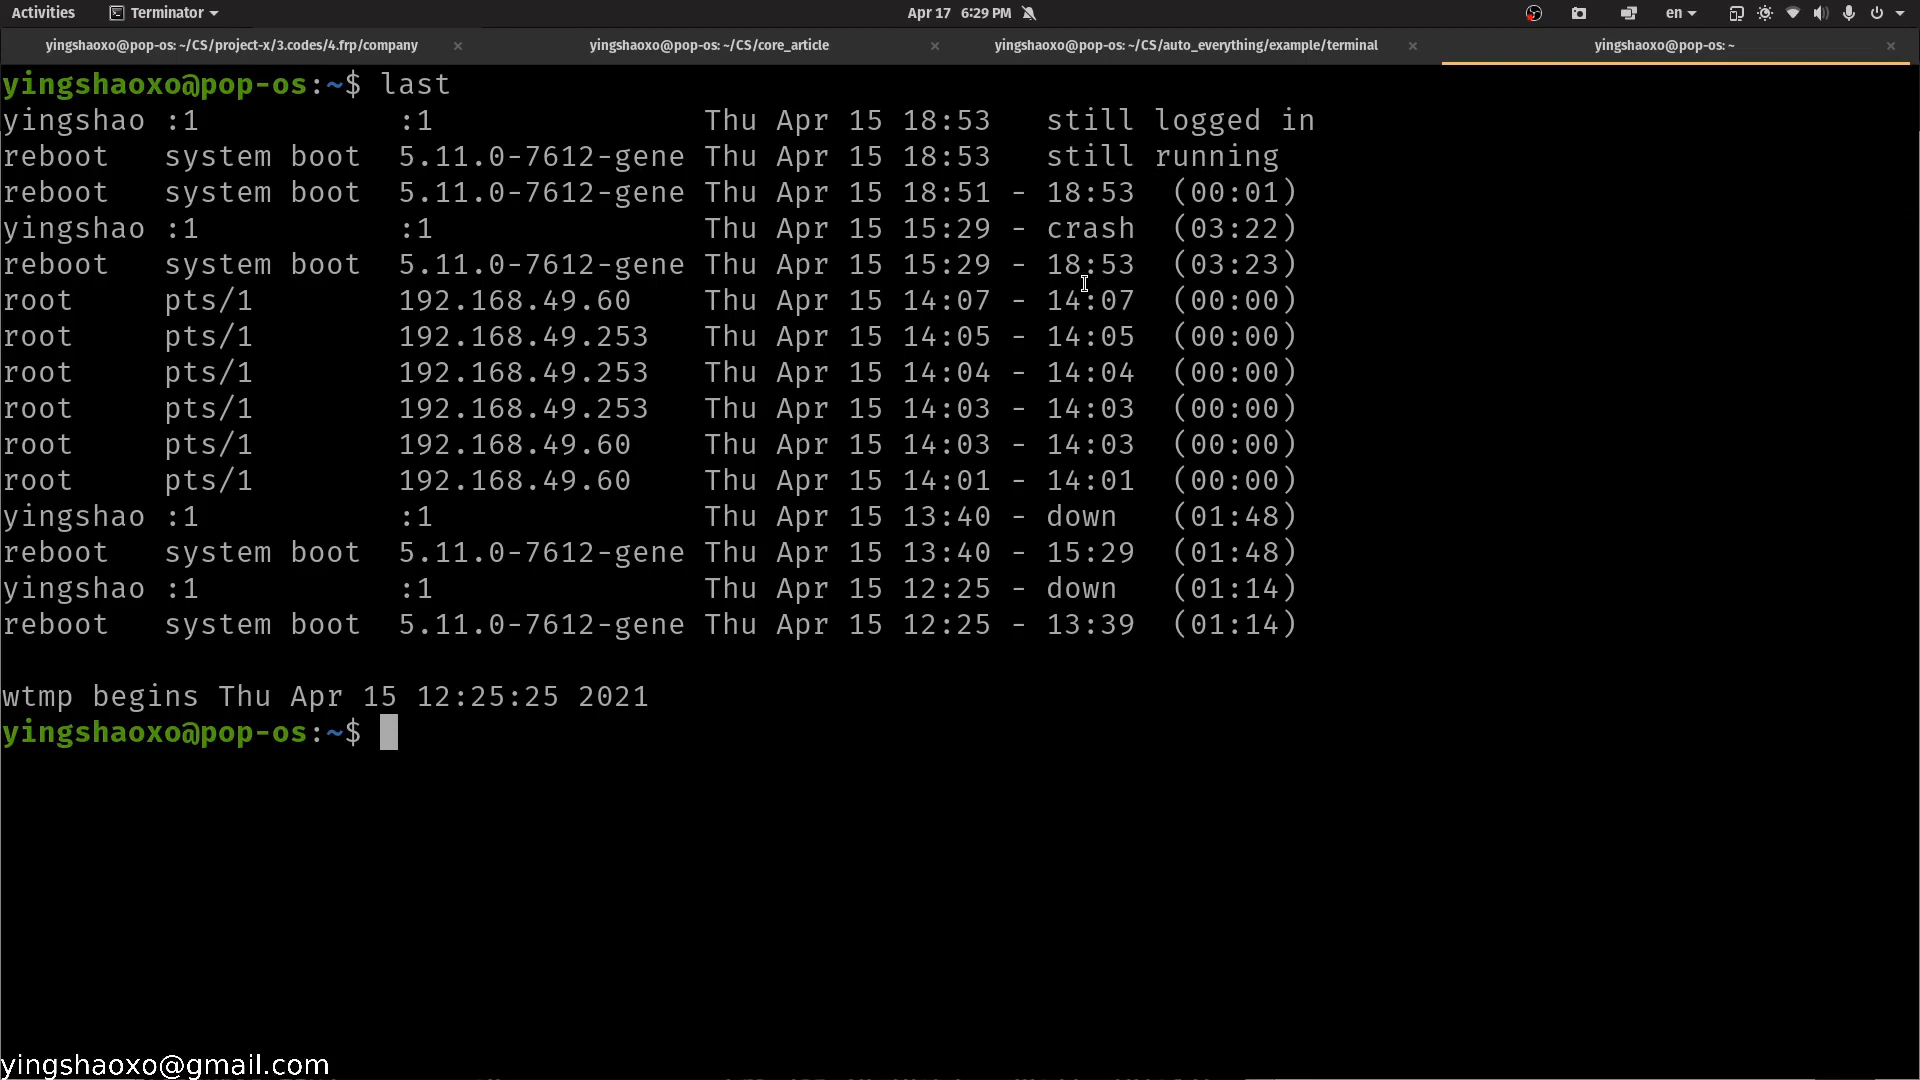 Activities Terminator Apr 17 6:29 PM en
yingshaoxo@pop-os: ~/CS/project-x/3.codes/4.frp/company × yingshaoxo@pop-os: ~/CS/core_article × yingshaoxo@pop-os: ~/CS/auto_everything/example/terminal × yingshaoxo@pop-os: ~ ×
yingshaoxo@pop-os:~$ last
yingshao :1 :1 Thu Apr 15 18:53 still logged in
reboot system boot 5.11.0-7612-gene Thu Apr 15 18:53 still running
reboot system boot 5.11.0-7612-gene Thu Apr 15 18:51 - 18:53 (00:01)
yingshao :1 :1 Thu Apr 15 15:29 - crash (03:22)
reboot system boot 5.11.0-7612-gene Thu Apr 15 15:29 - 18:53 (03:23)
root pts/1 192.168.49.60 Thu Apr 15 14:07 - 14:07 (00:00)
root pts/1 192.168.49.253 Thu Apr 15 14:05 - 14:05 (00:00)
root pts/1 192.168.49.253 Thu Apr 15 14:04 - 14:04 (00:00)
root pts/1 192.168.49.253 Thu Apr 15 14:03 - 14:03 (00:00)
root pts/1 192.168.49.60 Thu Apr 15 14:03 - 14:03 (00:00)
root pts/1 192.168.49.60 Thu Apr 15 14:01 - 14:01 (00:00)
yingshao :1 :1 Thu Apr 15 13:40 - down (01:48)
reboot system boot 5.11.0-7612-gene Thu Apr 15 13:40 - 15:29 (01:48)
yingshao :1 :1 Thu Apr 15 12:25 - down (01:14)
reboot system boot 5.11.0-7612-gene Thu Apr 15 12:25 - 13:39 (01:14)
wtmp begins Thu Apr 15 12:25:25 2021
yingshaoxo@pop-os:~$
yingshaoxo@gmail.com